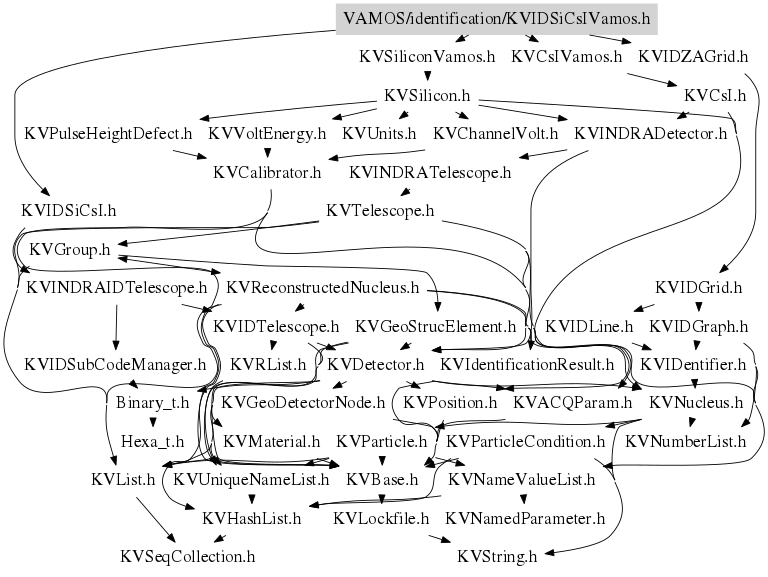 VAMOS/identification/KVIDSiCsIVamos.h
KVSiliconVamos.h KVCsIVamos.h KVIDZAGrid.h
KVSilicon.h KVCsI.h
KVPulseHeightDefect.h KVVoltEnergy.h KVUnits.h KVChannelVolt.h KVINDRADetector.h
KVCalibrator.h KVINDRATelescope.h
KVIDSiCsI.h KVTelescope.h
KVGroup.h
KVINDRAIDTelescope.h KVReconstructedNucleus.h KVIDGrid.h
KVIDTelescope.h KVGeoStrucElement.h KVIDLine.h KVIDGraph.h
KVIDSubCodeManager.h KVRList.h KVDetector.h KVIdentificationResult.h KVIDentifier.h
Binary_t.h KVGeoDetectorNode.h KVPosition.h KVACQParam.h KVNucleus.h
Hexa_t.h KVMaterial.h KVParticle.h KVParticleCondition.h KVNumberList.h
KVList.h KVUniqueNameList.h KVBase.h KVNameValueList.h
KVHashList.h KVLockfile.h KVNamedParameter.h
KVSeqCollection.h KVString.h